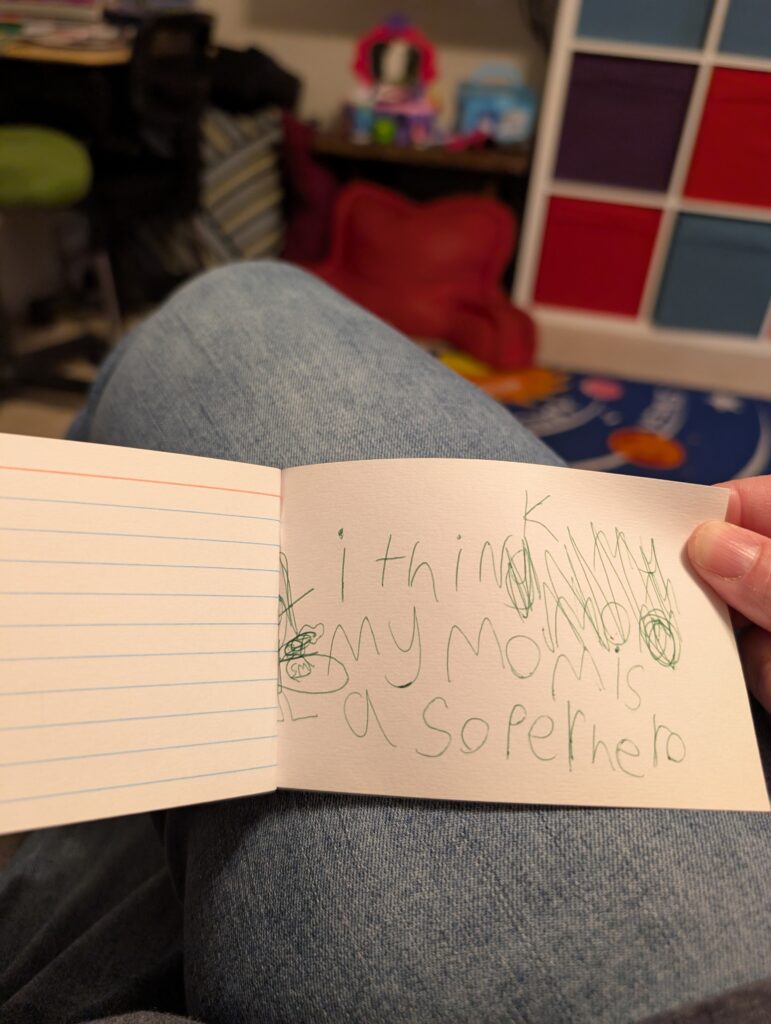 i think
my mom is
a soperhero